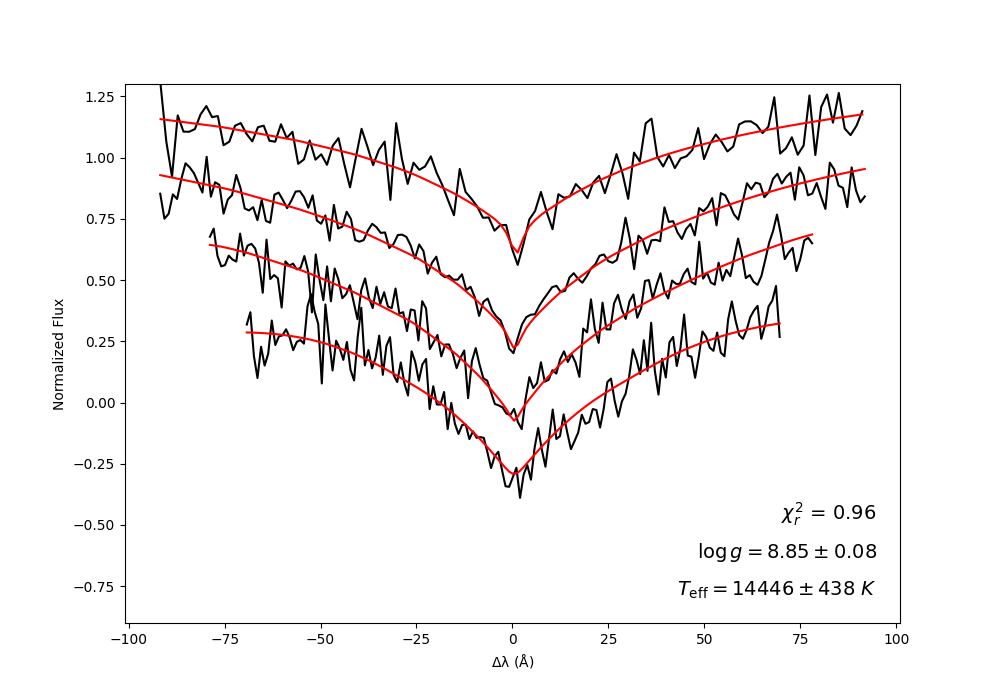 1.25
1.00
0.75
0.50
0.25
0.00
−0.25
−0.50
−0.75
Normalized Flux
χ²ᵣ = 0.96
log g = 8.85 ± 0.08
T_eff = 14446 ± 438 K
−100 −75 −50 −25 0 25 50 75 100
Δλ (Å)